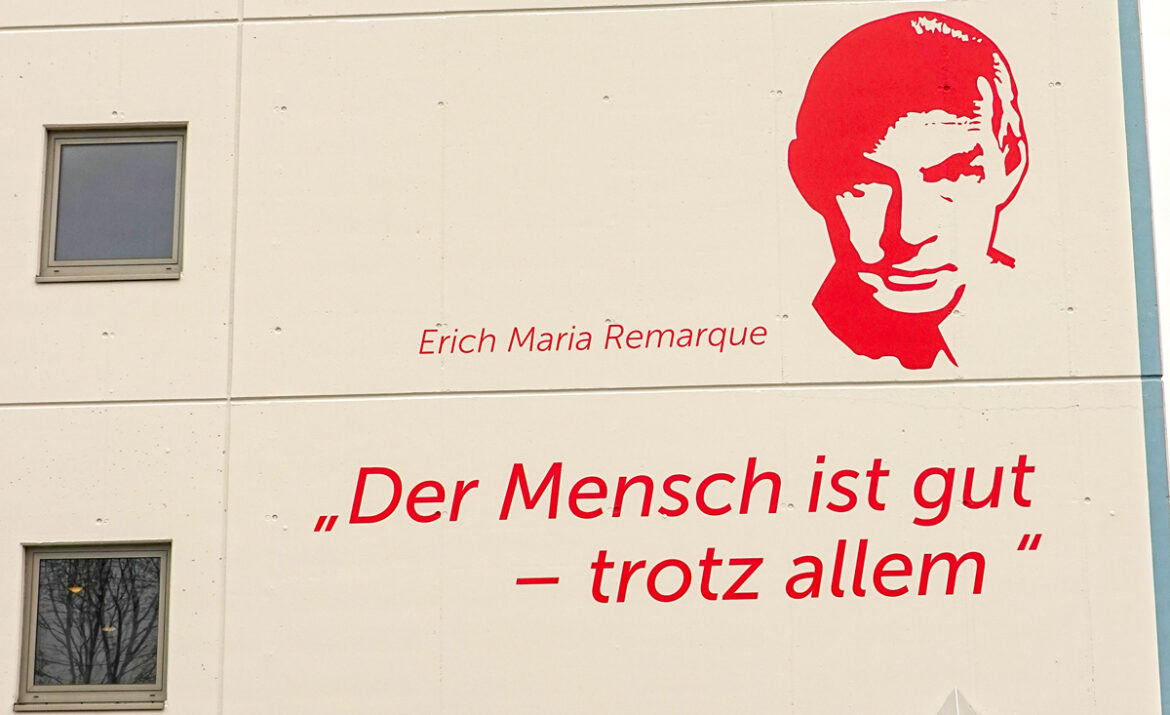 Erich Maria Remarque
„Der Mensch ist gut
– trotz allem “